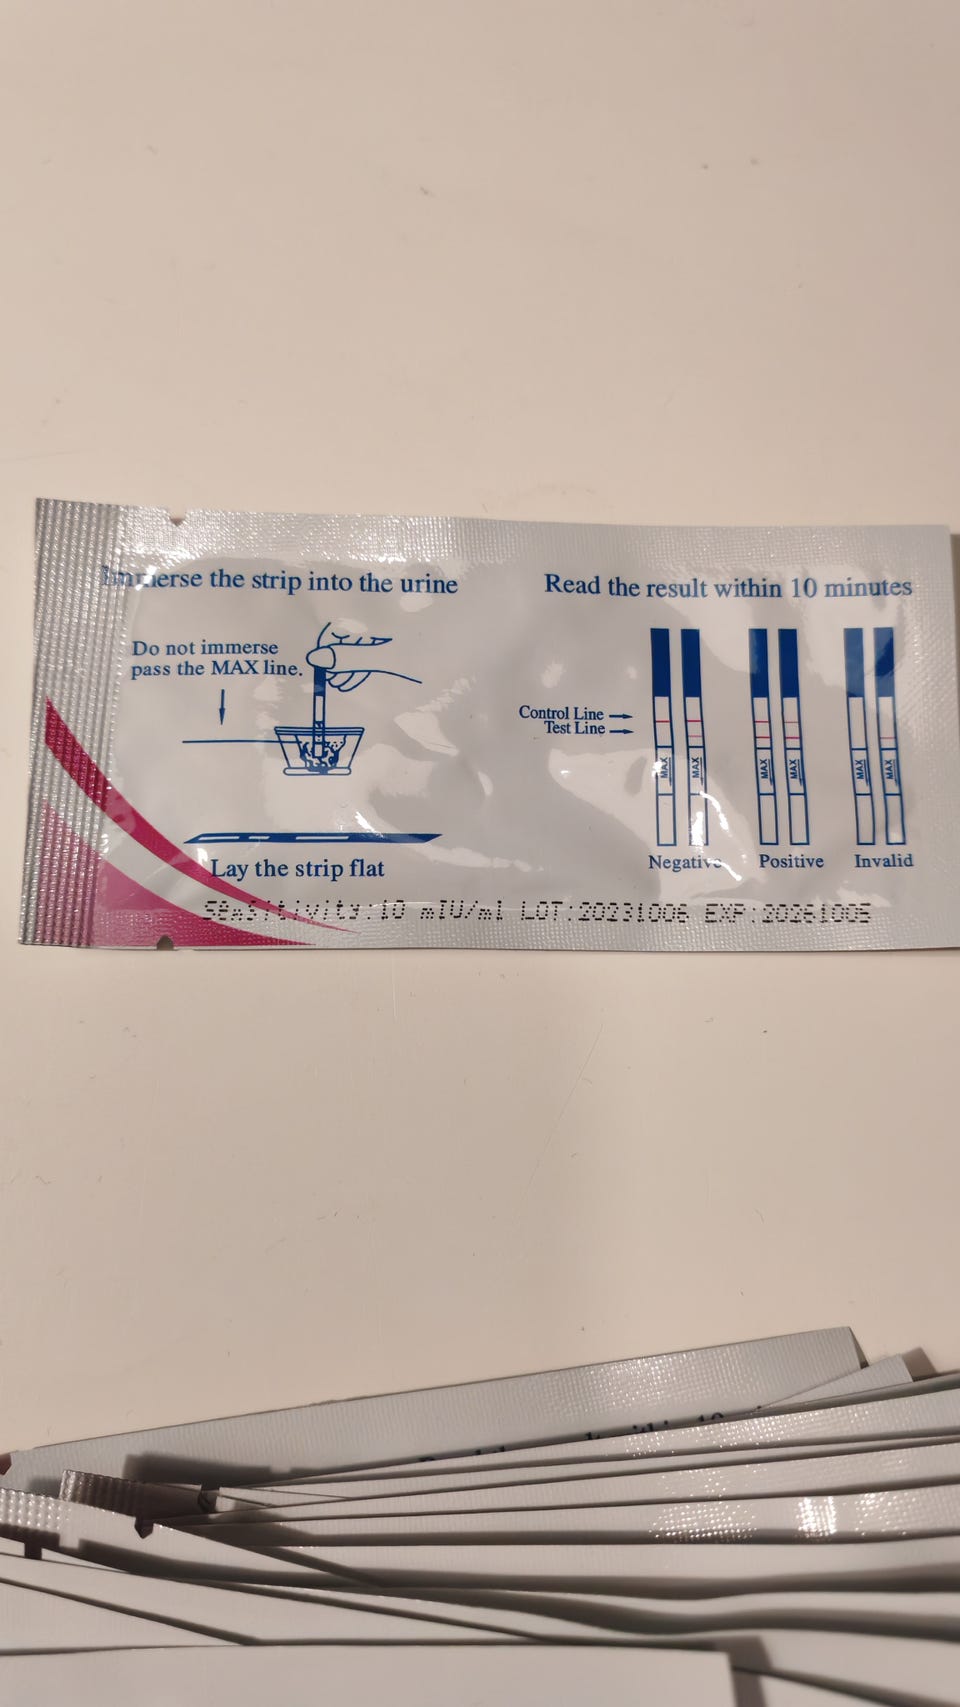 Immerse the strip into the urine
Do not immerse
pass the MAX line.
Lay the strip flat
Read the result within 10 minutes
Control Line
Test Line
MAX
MAX
MAX
MAX
MAX
MAX
Negative
Positive
Invalid
Sensitivity:10 mIU/ml LOT:20231006 EXP:20261005